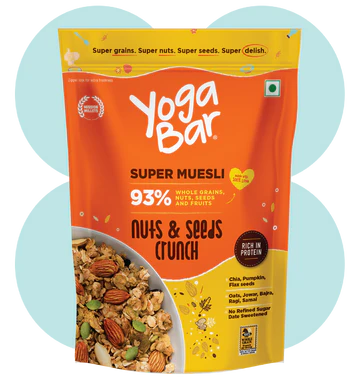 Super grains. Super nuts. Super seeds. Super delish.
Yoga
Bar
SUPER MUESLI
93%
WHOLE GRAINS,
NUTS, SEEDS
AND FRUITS
nuts & seeds
crunch
RICH IN
PROTEIN
Chia, Pumpkin,
Flax seeds
Oats, Jowar, Bajra,
Ragi, Samai
No Refined Sugar
Date Sweetened